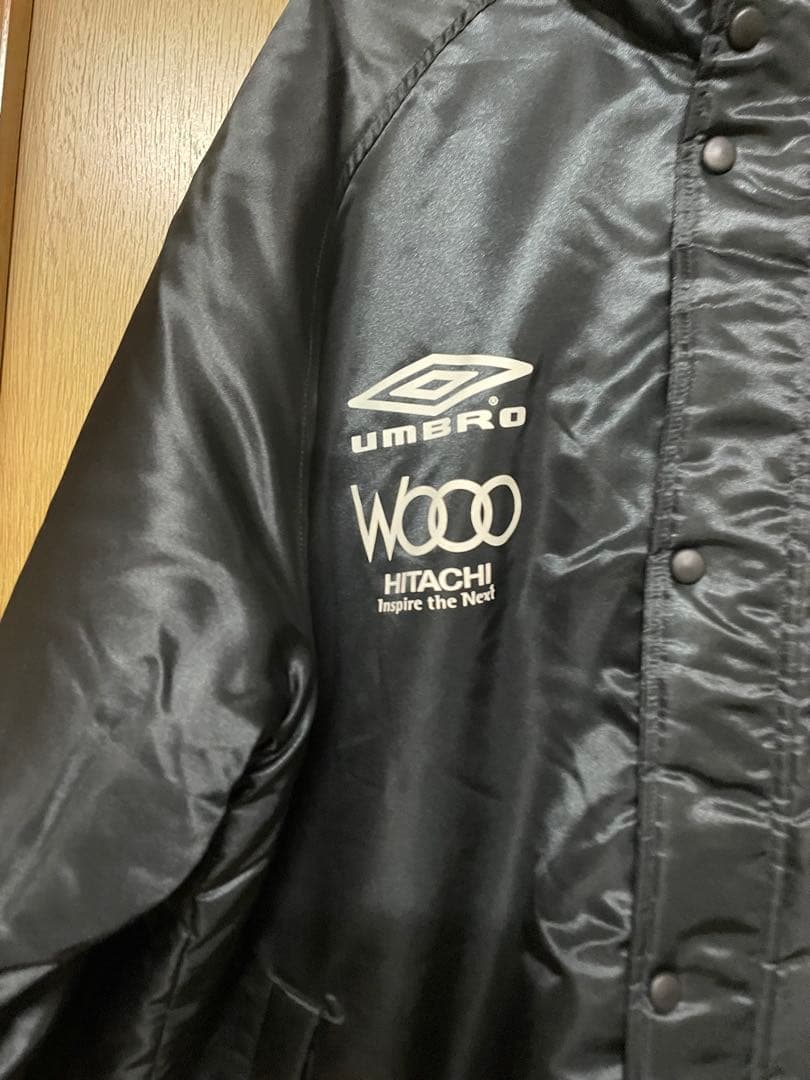 UMBRO®
WOOO
HITACHI
Inspire the Next